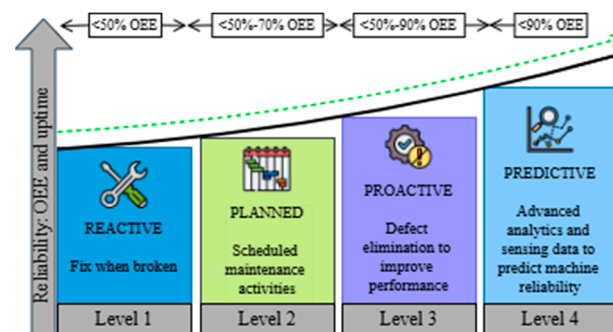 <50% OEE
<50%-70% OEE
<50%-90% OEE
<90% OEE
Reliability: OEE and uptime
REACTIVE
Fix when broken
Level 1
PLANNED
Scheduled
maintenance
activities
Level 2
PROACTIVE
Defect
elimination to
improve
performance
Level 3
PREDICTIVE
Advanced
analytics and
sensing data to
predict machine
reliability
Level 4